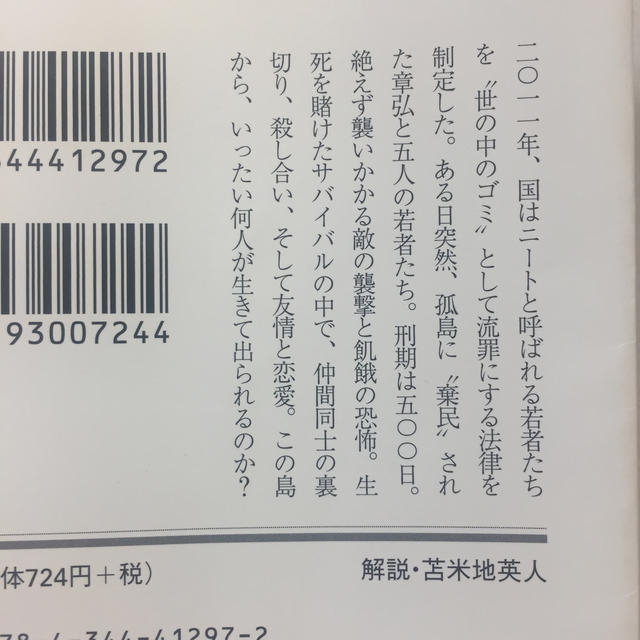 二〇一一年、国はニートと呼ばれる若者たち
を〝世の中のゴミ〟として流罪にする法律を
制定した。ある日突然、孤島に〝棄民〟され
た章弘と五人の若者たち。刑期は五〇〇日。
絶えず襲いかかる敵の襲撃と飢餓の恐怖。生
死を賭けたサバイバルの中で、仲間同士の裏
切り、殺し合い、そして友情と恋愛。この島
から、いったい何人が生きて出られるのか？
344412972
93007244
解説・苫米地英人
体724円＋税）
78-4-344-41297-2